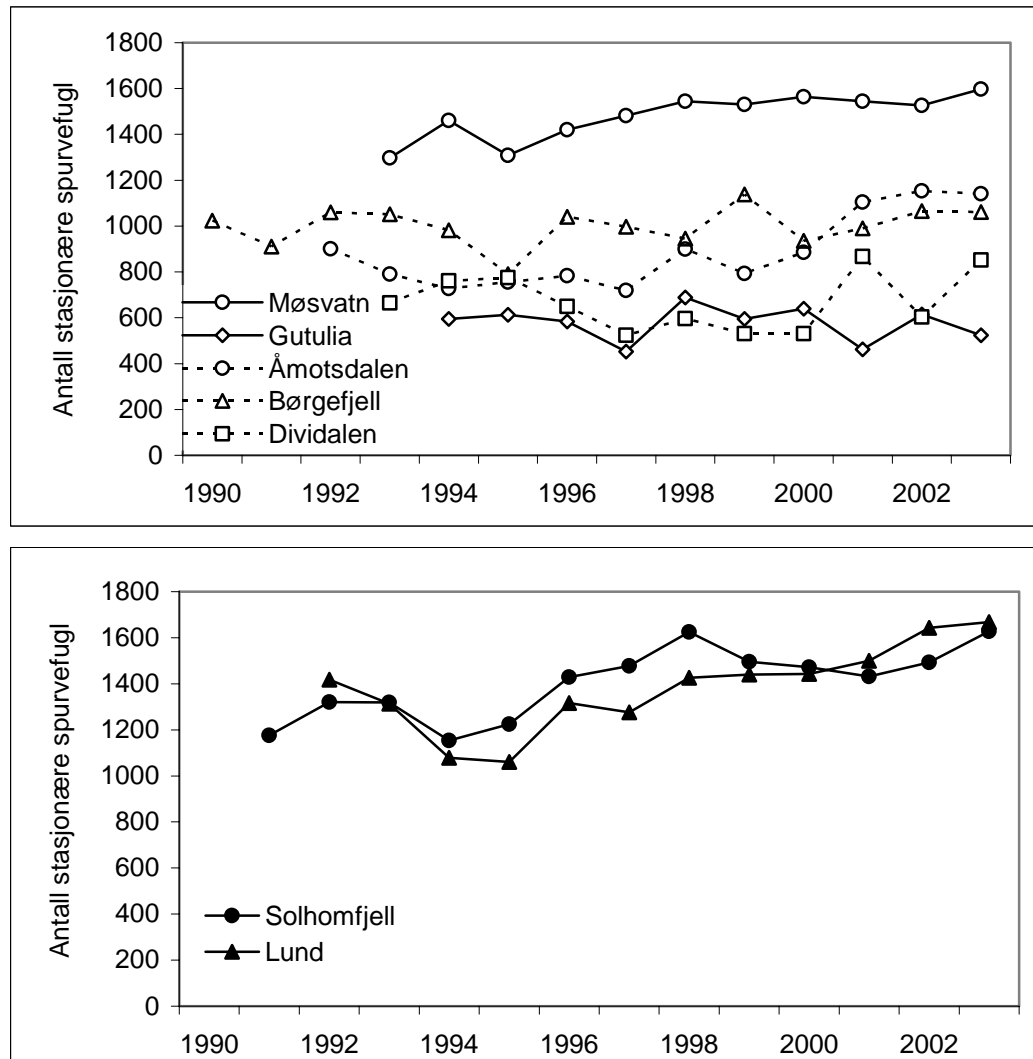 Antall stasjonære spurvefugl
1800
1600
1400
1200
1000
800
600
400
200
0
Møsvatn
Gutulia
Åmotsdalen
Børgefjell
Dividalen
1990 1992 1994 1996 1998 2000 2002
Antall stasjonære spurvefugl
1800
1600
1400
1200
1000
800
600
400
200
0
Solhomfjell
Lund
1990 1992 1994 1996 1998 2000 2002